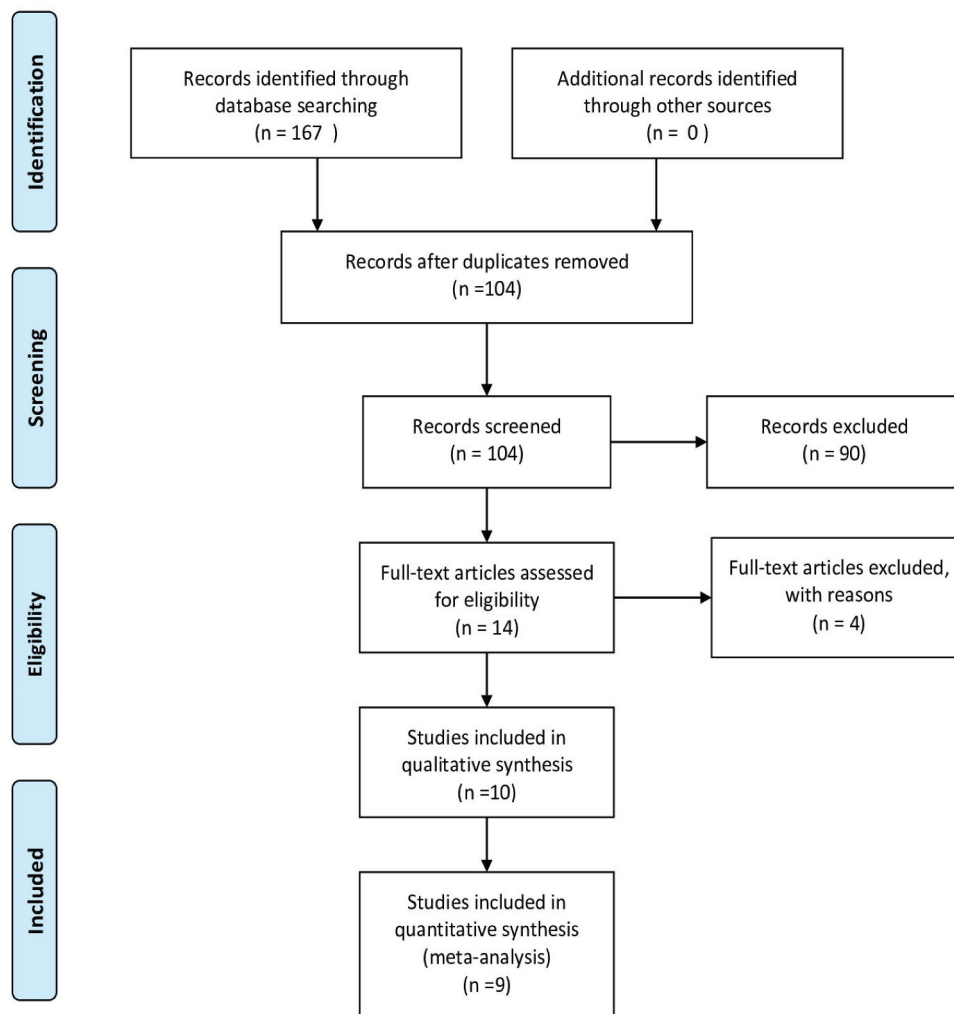 Identification
Records identified through
database searching
(n = 167  )
Additional records identified
through other sources
(n =  0 )
Records after duplicates removed
(n =104)
Screening
Records screened
(n = 104)
Records excluded
(n = 90)
Eligibility
Full-text articles assessed
for eligibility
(n = 14)
Full-text articles excluded,
with reasons
(n = 4)
Studies included in
qualitative synthesis
(n =10)
Included
Studies included in
quantitative synthesis
(meta-analysis)
(n =9)